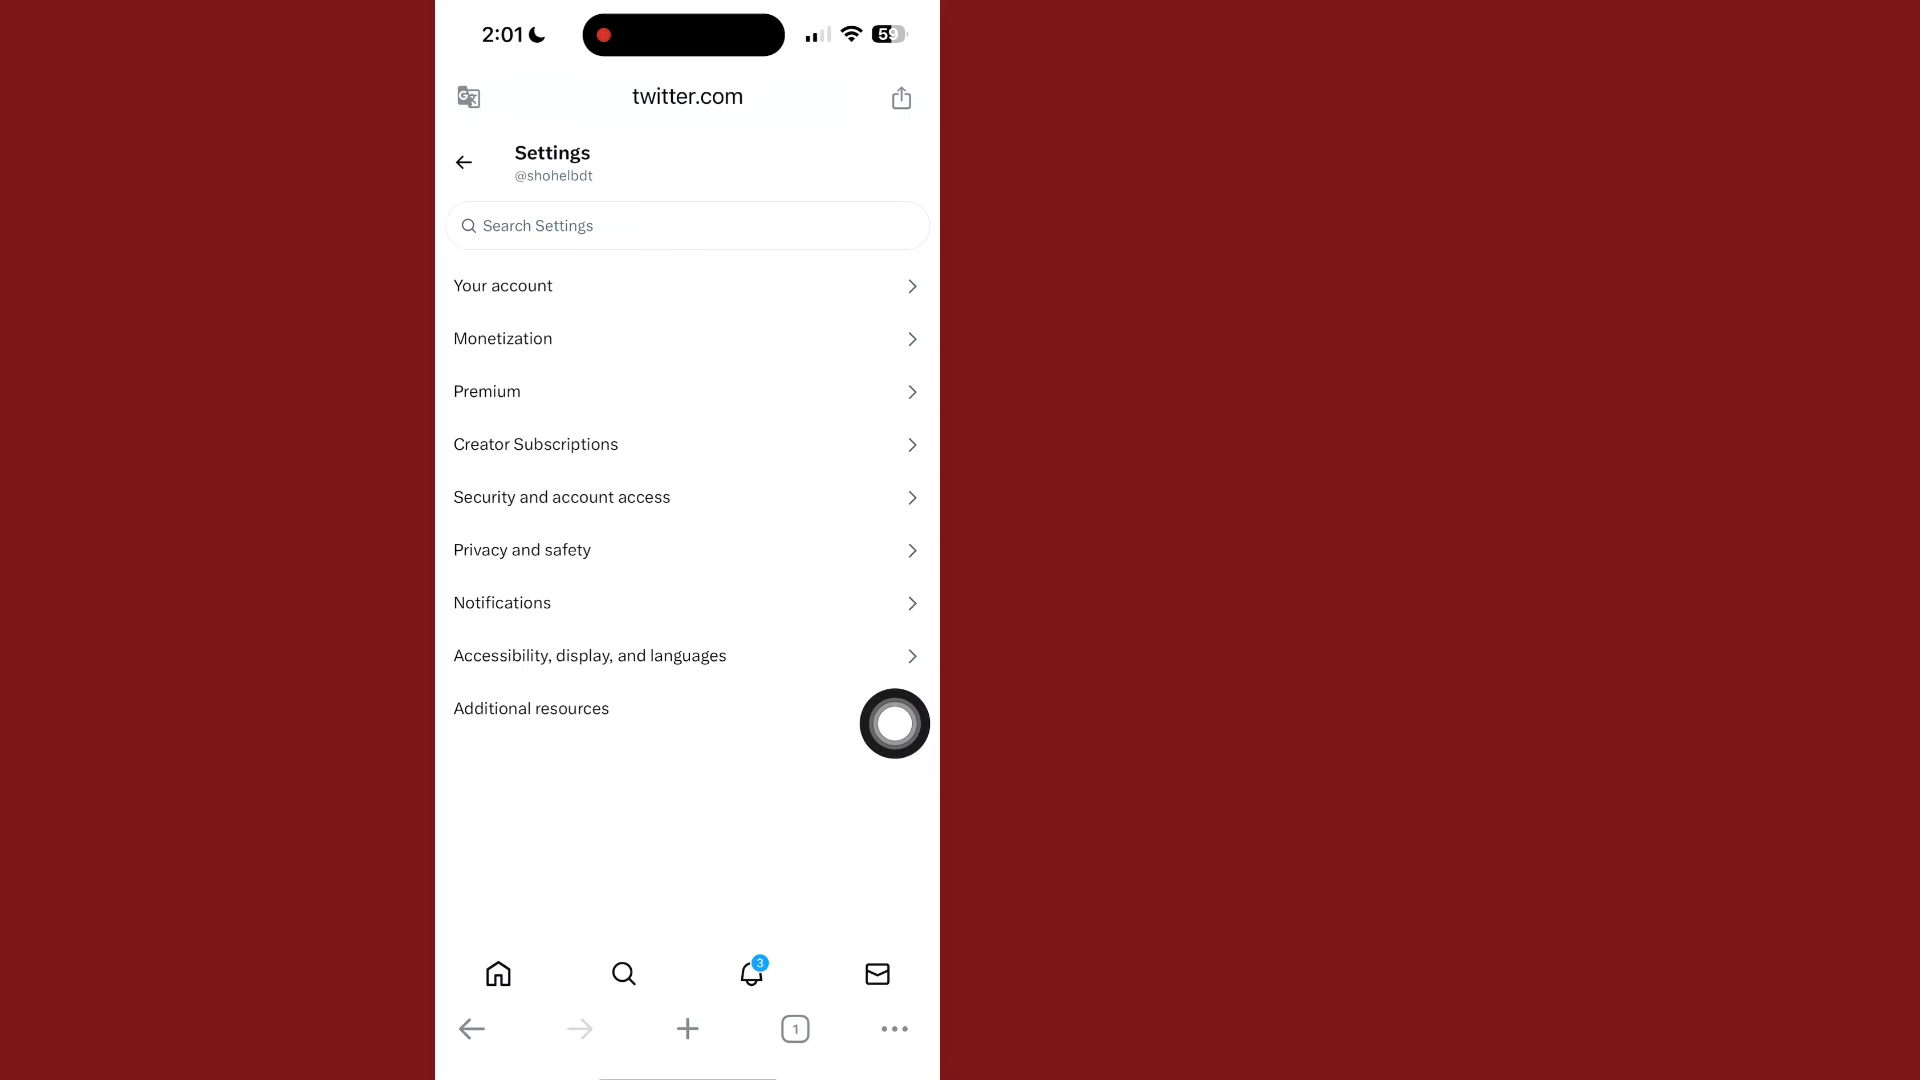 2:01
59
twitter.com
Settings
@shohelbdt
Search Settings
Your account
Monetization
Premium
Creator Subscriptions
Security and account access
Privacy and safety
Notifications
Accessibility, display, and languages
Additional resources
3
1